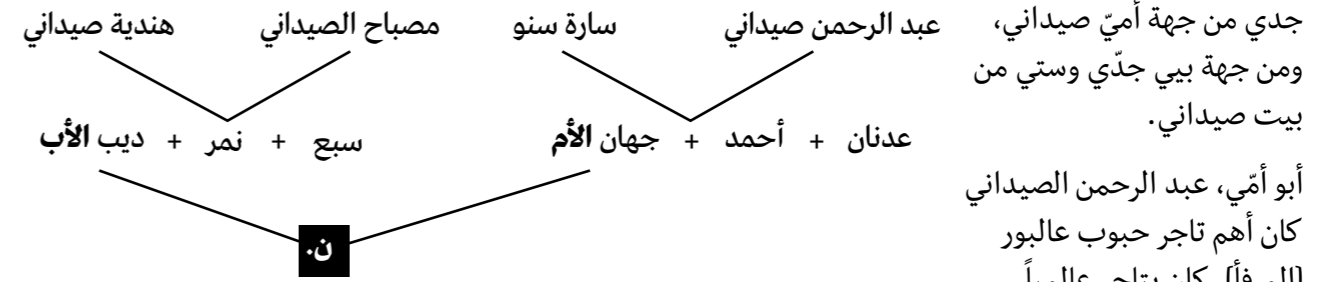 جدي من جهة أميّ صيداني،
ومن جهة بيي جدّي وستي من
بيت صيداني.
أبو أمّي، عبد الرحمن الصيداني
كان أهم تاجر حبوب عالبور
عبد الرحمن صيداني سارة سنو مصباح الصيداني هندية صيداني
عدنان + أحمد + جهان الأم سبع + نمر + ديب الأب
ن.